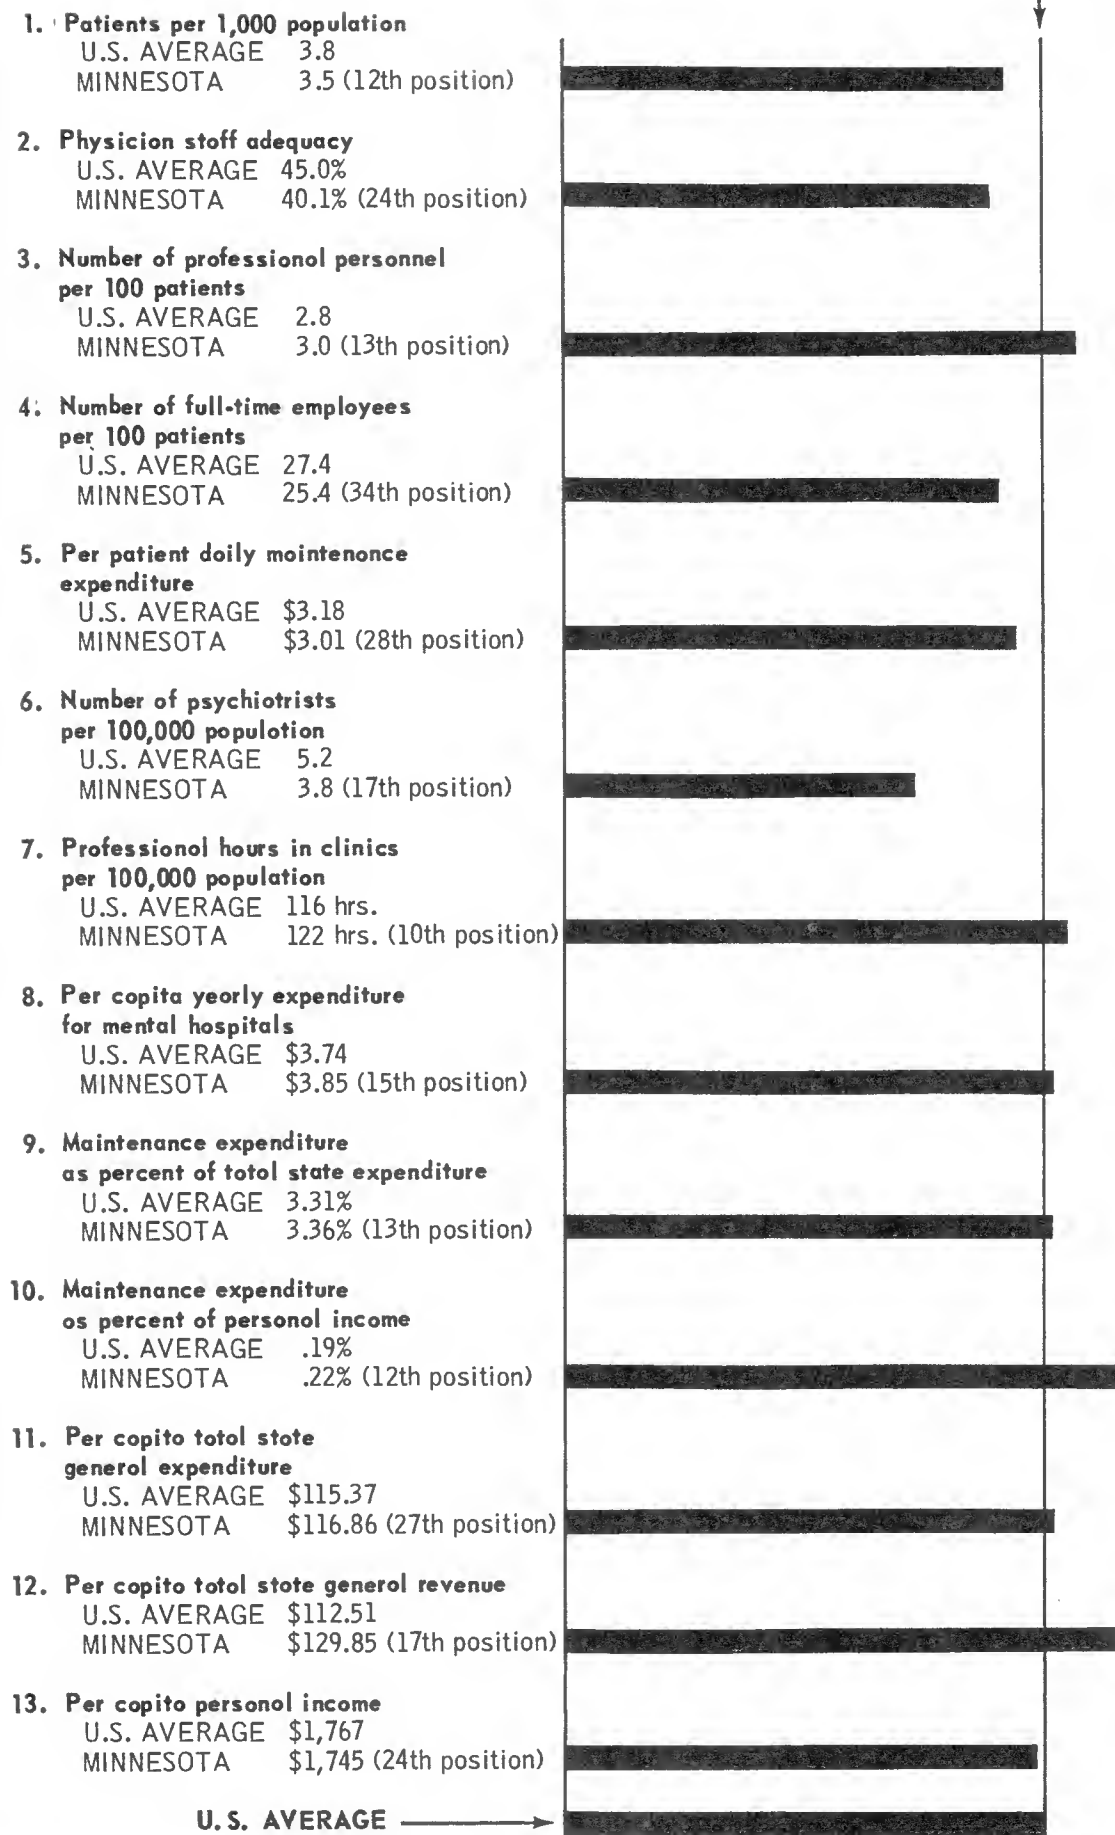 1. Patients per 1,000 population
U.S. AVERAGE 3.8
MINNESOTA 3.5 (12th position)
2. Physicion stoff adequacy
U.S. AVERAGE 45.0%
MINNESOTA 40.1% (24th position)
3. Number of professionol personnel
per 100 patients
U.S. AVERAGE 2.8
MINNESOTA 3.0 (13th position)
4. Number of full-time employees
per 100 patients
U.S. AVERAGE 27.4
MINNESOTA 25.4 (34th position)
5. Per patient doily mointenonce
expenditure
U.S. AVERAGE $3.18
MINNESOTA $3.01 (28th position)
6. Number of psychiotrists
per 100,000 populotion
U.S. AVERAGE 5.2
MINNESOTA 3.8 (17th position)
7. Professionol hours in clinics
per 100,000 population
U.S. AVERAGE 116 hrs.
MINNESOTA 122 hrs. (10th position)
8. Per copita yeorly expenditure
for mental hospitals
U.S. AVERAGE $3.74
MINNESOTA $3.85 (15th position)
9. Maintenance expenditure
as percent of totol state expenditure
U.S. AVERAGE 3.31%
MINNESOTA 3.36% (13th position)
10. Maintenance expenditure
os percent of personol income
U.S. AVERAGE .19%
MINNESOTA .22% (12th position)
11. Per copito totol stote
generol expenditure
U.S. AVERAGE $115.37
MINNESOTA $116.86 (27th position)
12. Per copito totol stote generol revenue
U.S. AVERAGE $112.51
MINNESOTA $129.85 (17th position)
13. Per copito personol income
U.S. AVERAGE $1,767
MINNESOTA $1,745 (24th position)
U.S. AVERAGE